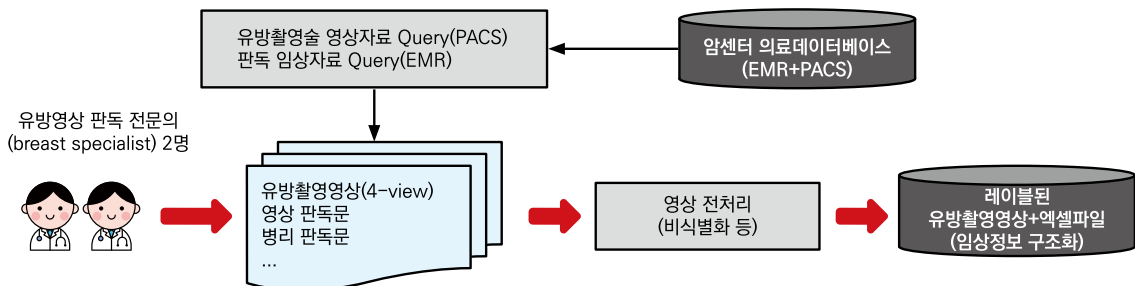 유방촬영술 영상자료 Query(PACS)
판독 임상자료 Query(EMR)
암센터 의료데이터베이스
(EMR+PACS)
유방영상 판독 전문의
(breast specialist) 2명
유방촬영영상(4-view)
영상 판독문
병리 판독문
...
영상 전처리
(비식별화 등)
레이블된
유방촬영영상+엑셀파일
(임상정보 구조화)